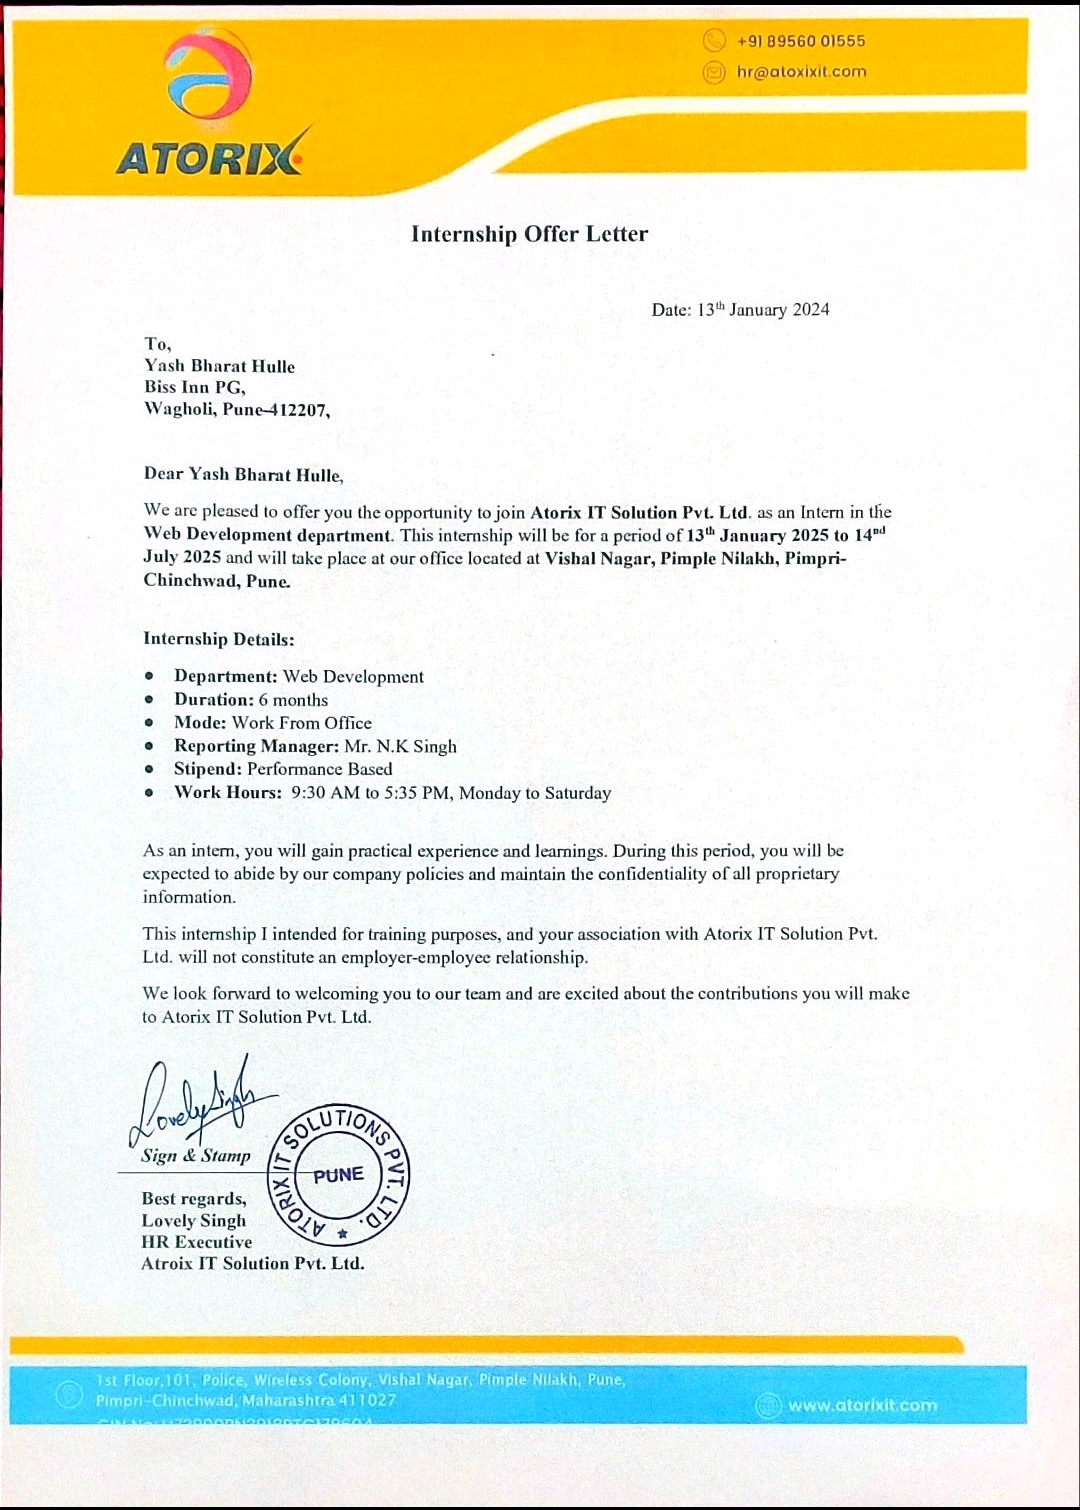 +91 89560 01555
hr@atoxixit.com
ATORIX
Internship Offer Letter
Date: 13th January 2024
To,
Yash Bharat Hulle
Biss Inn PG,
Wagholi, Pune-412207,
Dear Yash Bharat Hulle,
We are pleased to offer you the opportunity to join Atorix IT Solution Pvt. Ltd. as an Intern in the
Web Development department. This internship will be for a period of 13th January 2025 to 14nd
July 2025 and will take place at our office located at Vishal Nagar, Pimple Nilakh, Pimpri-
Chinchwad, Pune.
Internship Details:
• Department: Web Development
• Duration: 6 months
• Mode: Work From Office
• Reporting Manager: Mr. N.K Singh
• Stipend: Performance Based
• Work Hours: 9:30 AM to 5:35 PM, Monday to Saturday
As an intern, you will gain practical experience and learnings. During this period, you will be
expected to abide by our company policies and maintain the confidentiality of all proprietary
information.
This internship I intended for training purposes, and your association with Atorix IT Solution Pvt.
Ltd. will not constitute an employer-employee relationship.
We look forward to welcoming you to our team and are excited about the contributions you will make
to Atorix IT Solution Pvt. Ltd.
Lovely Singh
Sign & Stamp
ATORIX IT SOLUTIONS PVT. LTD.
PUNE
Best regards,
Lovely Singh
HR Executive
Atroix IT Solution Pvt. Ltd.
1st Floor,101, Police, Wireless Colony, Vishal Nagar, Pimple Nilakh, Pune,
Pimpri-Chinchwad, Maharashtra 411027
www.atorixit.com